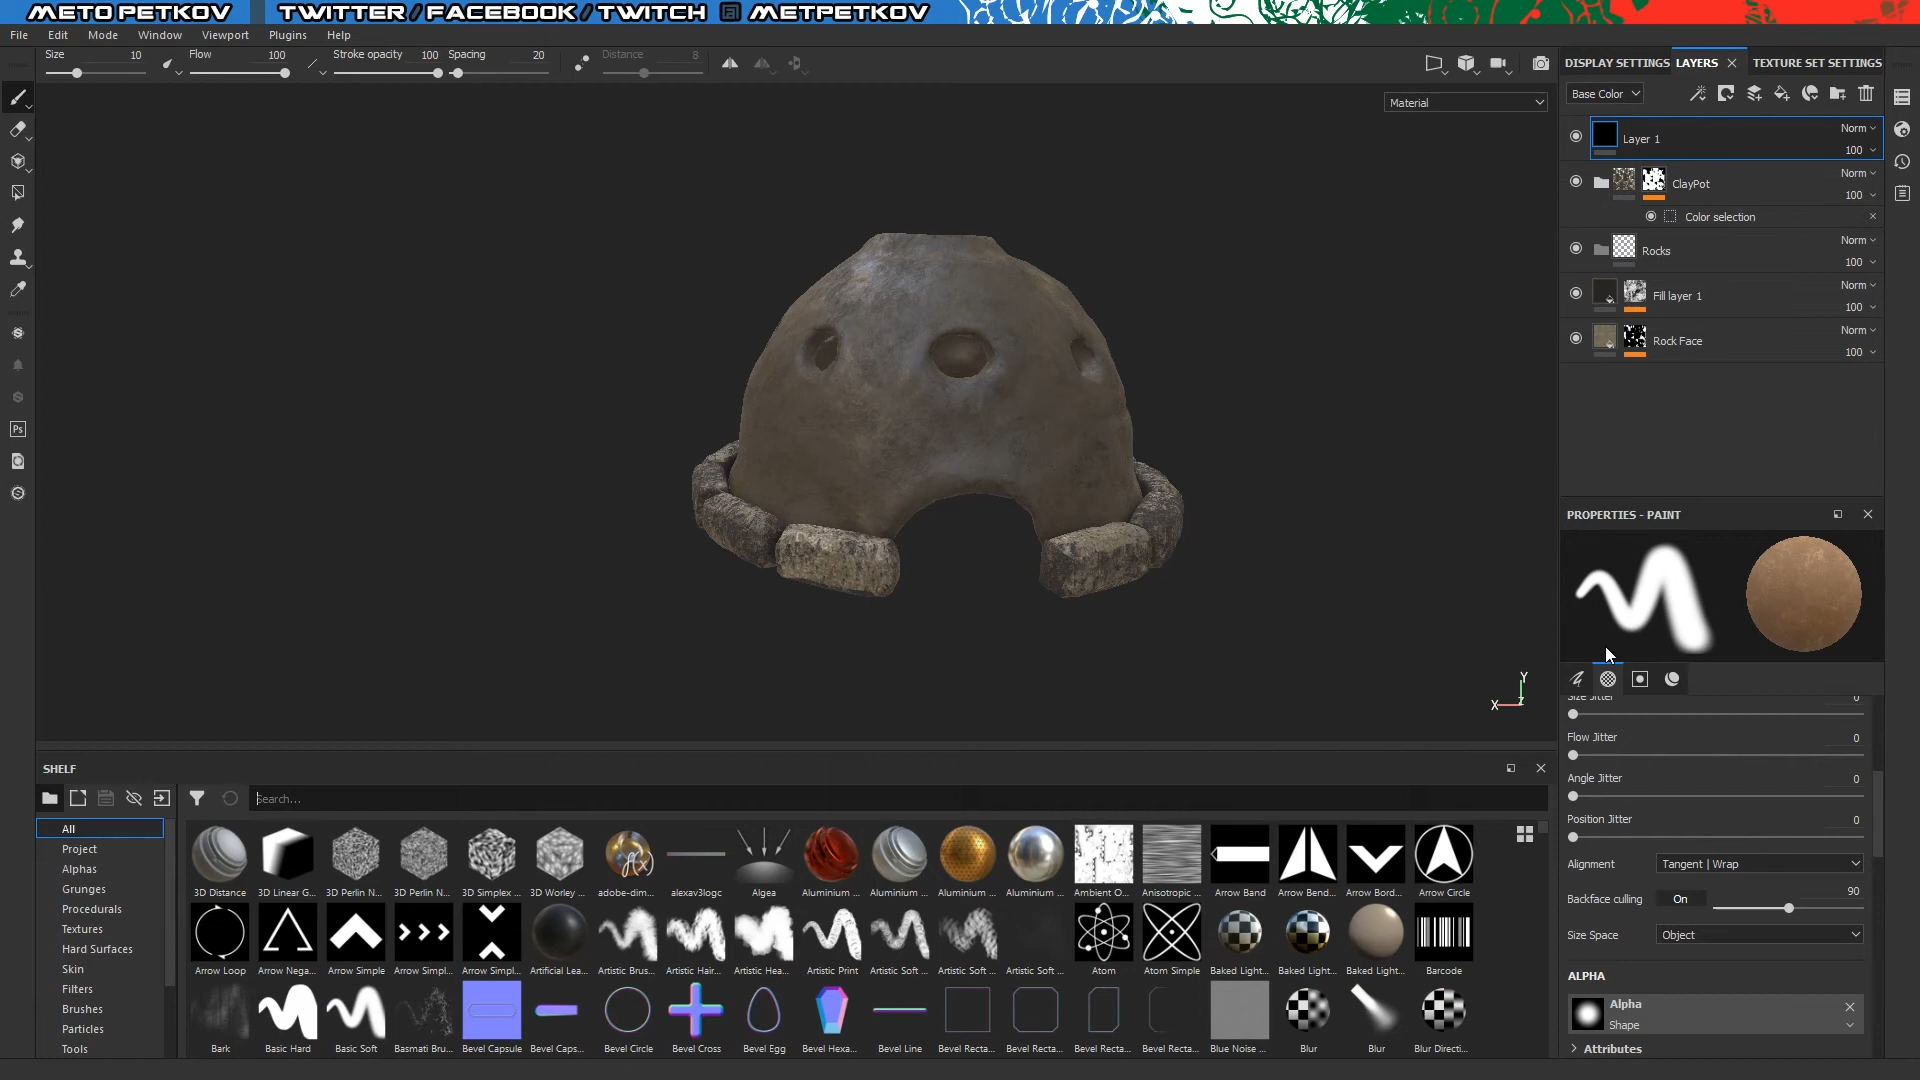 METO PETKOV TWITTER / FACEBOOK / TWITCH @ METPETKOV
File Edit Mode Window Viewport Plugins Help
Size 10 Flow 100 Stroke opacity 100 Spacing 20 Distance 8
DISPLAY SETTINGS LAYERS TEXTURE SET SETTINGS
Material
Base Color
Layer 1 Norm 100
ClayPot Norm 100
Color selection
Rocks Norm 100
Fill layer 1 Norm 100
Rock Face Norm 100
PROPERTIES - PAINT
Size Jitter 0
Flow Jitter 0
Angle Jitter 0
Position Jitter 0
Alignment Tangent | Wrap
Backface culling On 90
Size Space Object
ALPHA
Alpha
Shape
Attributes
Y
X Z
Ps
SHELF
Search...
All
Project
Alphas
Grunges
Procedurals
Textures
Hard Surfaces
Skin
Filters
Brushes
Particles
Tools
3D Distance 3D Linear G... 3D Perlin N... 3D Perlin N... 3D Simplex ... 3D Worley ... adobe-dim... alexav3logc Algea Aluminium ... Aluminium ... Aluminium ... Aluminium ... Ambient O... Anisotropic ... Arrow Band Arrow Bend... Arrow Bord... Arrow Circle
Arrow Loop Arrow Nega... Arrow Simple Arrow Simpl... Arrow Simpl... Artificial Lea... Artistic Brus... Artistic Hair... Artistic Hea... Artistic Print Artistic Soft ... Artistic Soft ... Artistic Soft ... Atom Atom Simple Baked Light... Baked Light... Baked Light... Barcode
Bark Basic Hard Basic Soft Basmati Bru... Bevel Capsule Bevel Caps... Bevel Circle Bevel Cross Bevel Egg Bevel Hexa... Bevel Line Bevel Recta... Bevel Recta... Bevel Recta... Bevel Recta... Blue Noise ... Blur Blur Blur Directi...